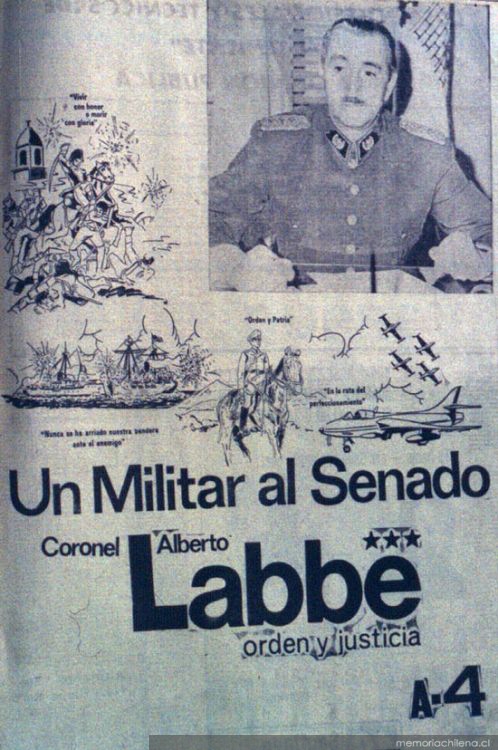 "Vivir
con honor
o morir
con gloria"
"Orden y Patria"
"En la ruta del
perfeccionamiento"
"Nunca se ha arriado nuestra bandera
ante el enemigo"
Un Militar al Senado
Coronel Alberto
Labbé
orden y justicia
A-4
memoriachilena.cl